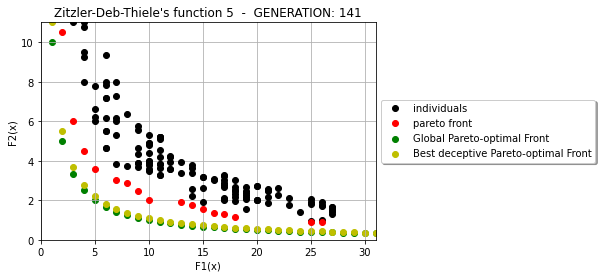 Zitzler-Deb-Thiele's function 5 - GENERATION: 141
10
8
6
4
2
0
F2(x)
0 5 10 15 20 25 30
F1(x)
individuals
pareto front
Global Pareto-optimal Front
Best deceptive Pareto-optimal Front